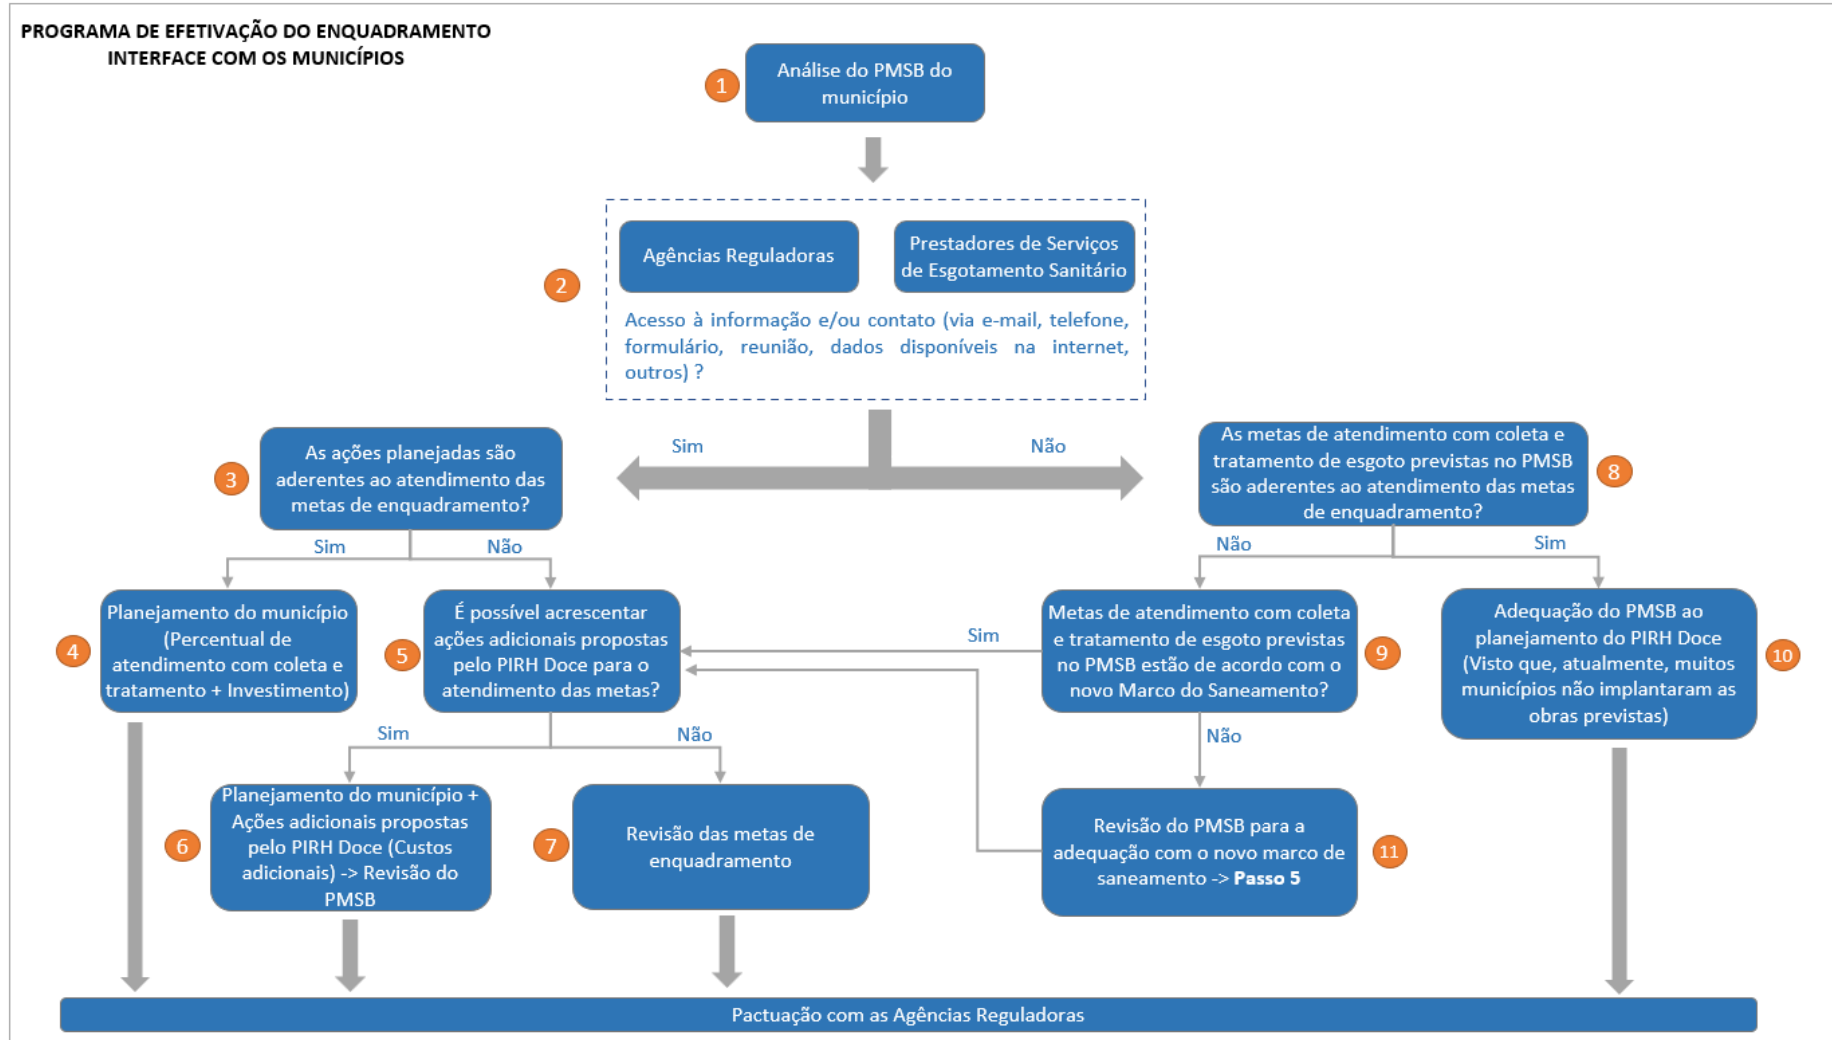 PROGRAMA DE EFETIVAÇÃO DO ENQUADRAMENTO
INTERFACE COM OS MUNICÍPIOS
1
Análise do PMSB do
município
2
Agências Reguladoras
Prestadores de Serviços
de Esgotamento Sanitário
Acesso à informação e/ou contato (via e-mail, telefone,
formulário, reunião, dados disponíveis na internet,
outros) ?
Sim
Não
3
As ações planejadas são
aderentes ao atendimento das
metas de enquadramento?
As metas de atendimento com coleta e
tratamento de esgoto previstas no PMSB
são aderentes ao atendimento das metas
de enquadramento?
8
Sim
Não
Não
Sim
4
Planejamento do município
(Percentual de
atendimento com coleta e
tratamento + Investimento)
5
É possível acrescentar
ações adicionais propostas
pelo PIRH Doce para o
atendimento das metas?
Sim
Metas de atendimento com coleta
e tratamento de esgoto previstas
no PMSB estão de acordo com o
novo Marco do Saneamento?
9
Adequação do PMSB ao
planejamento do PIRH Doce
(Visto que, atualmente, muitos
municípios não implantaram as
obras previstas)
10
Sim
Não
Não
6
Planejamento do município +
Ações adicionais propostas
pelo PIRH Doce (Custos
adicionais) -> Revisão do
PMSB
7
Revisão das metas de
enquadramento
Revisão do PMSB para a
adequação com o novo marco de
saneamento -> Passo 5
11
Pactuação com as Agências Reguladoras